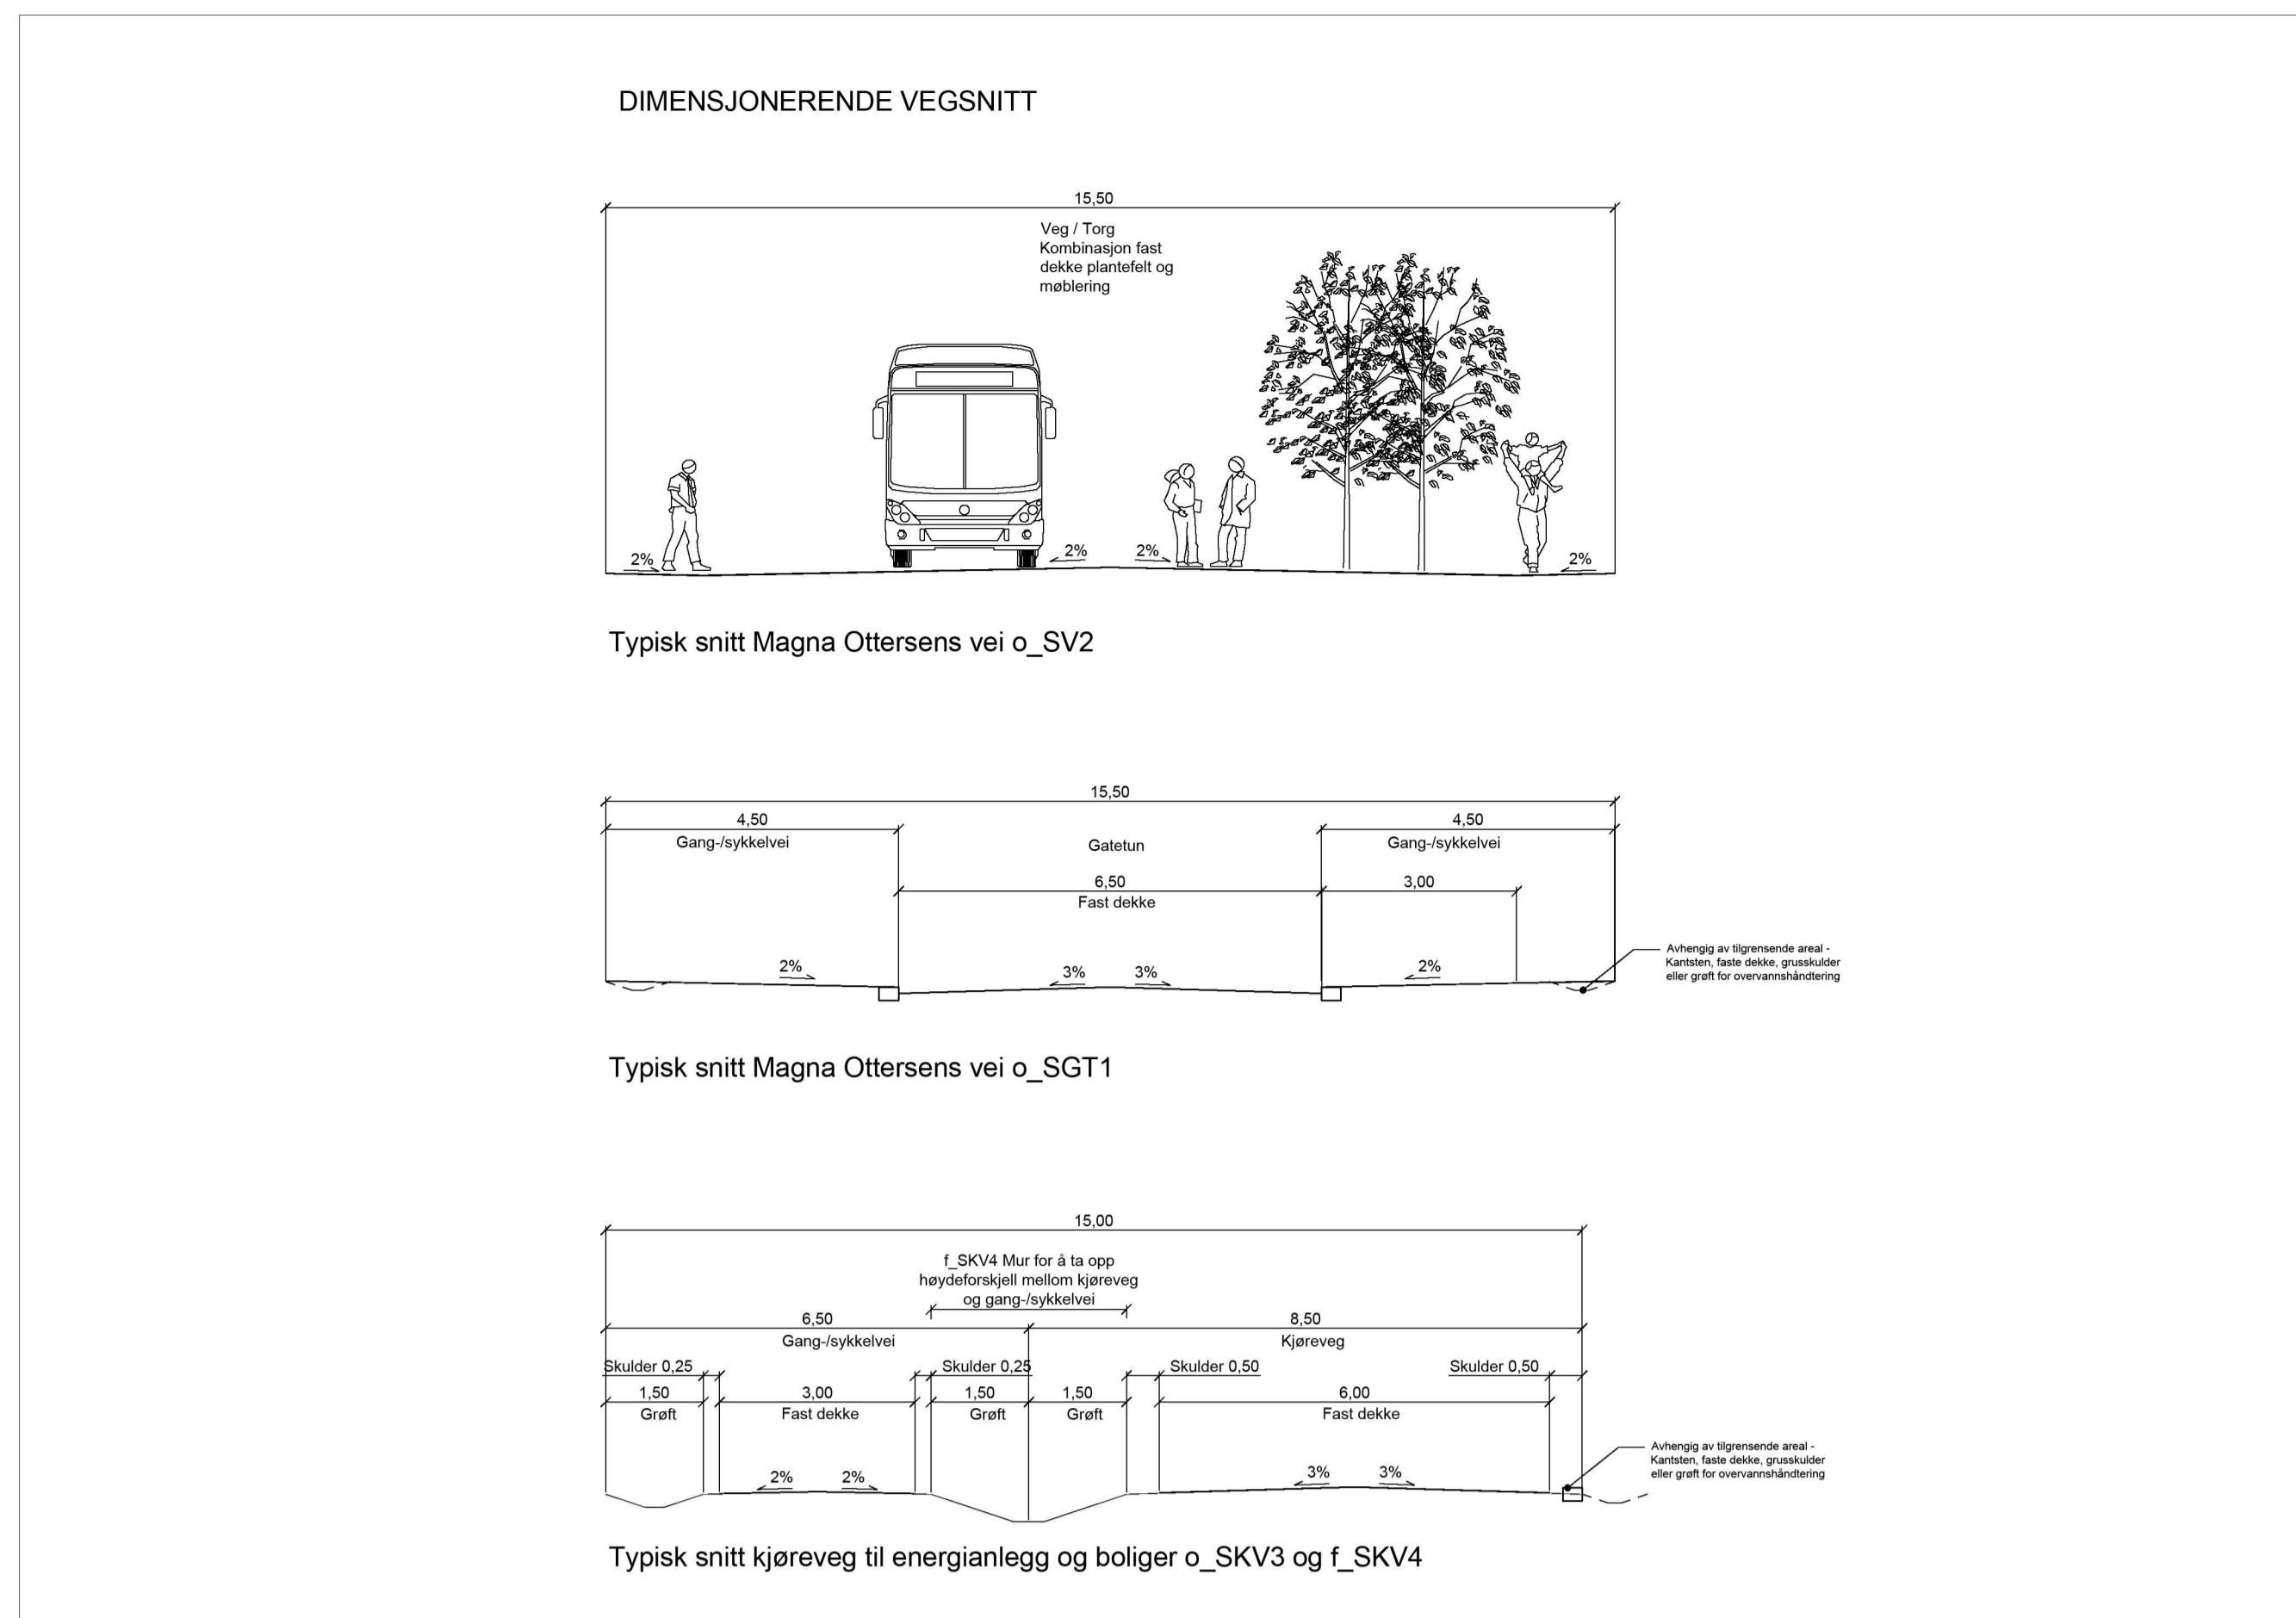 DIMENSJONERENDE VEGSNITT
15,50
Veg / Torg
Kombinasjon fast
dekke plantefelt og
møblering
2%
2%
2%
2%
Typisk snitt Magna Ottersens vei o_SV2
15,50
4,50
4,50
Gang-/sykkelvei
Gatetun
Gang-/sykkelvei
6,50
3,00
Fast dekke
Avhengig av tilgrensende areal -
Kantsten, faste dekke, grusskulder
eller grøft for overvannshåndtering
2%
3%
3%
2%
Typisk snitt Magna Ottersens vei o_SGT1
15,00
f_SKV4 Mur for å ta opp
høydeforskjell mellom kjøreveg
og gang-/sykkelvei
6,50
8,50
Gang-/sykkelvei
Kjøreveg
Skulder 0,25
Skulder 0,25
Skulder 0,50
Skulder 0,50
1,50
3,00
1,50
1,50
6,00
Grøft
Fast dekke
Grøft
Grøft
Fast dekke
Avhengig av tilgrensende areal -
Kantsten, faste dekke, grusskulder
eller grøft for overvannshåndtering
2%
2%
3%
3%
Typisk snitt kjøreveg til energianlegg og boliger o_SKV3 og f_SKV4